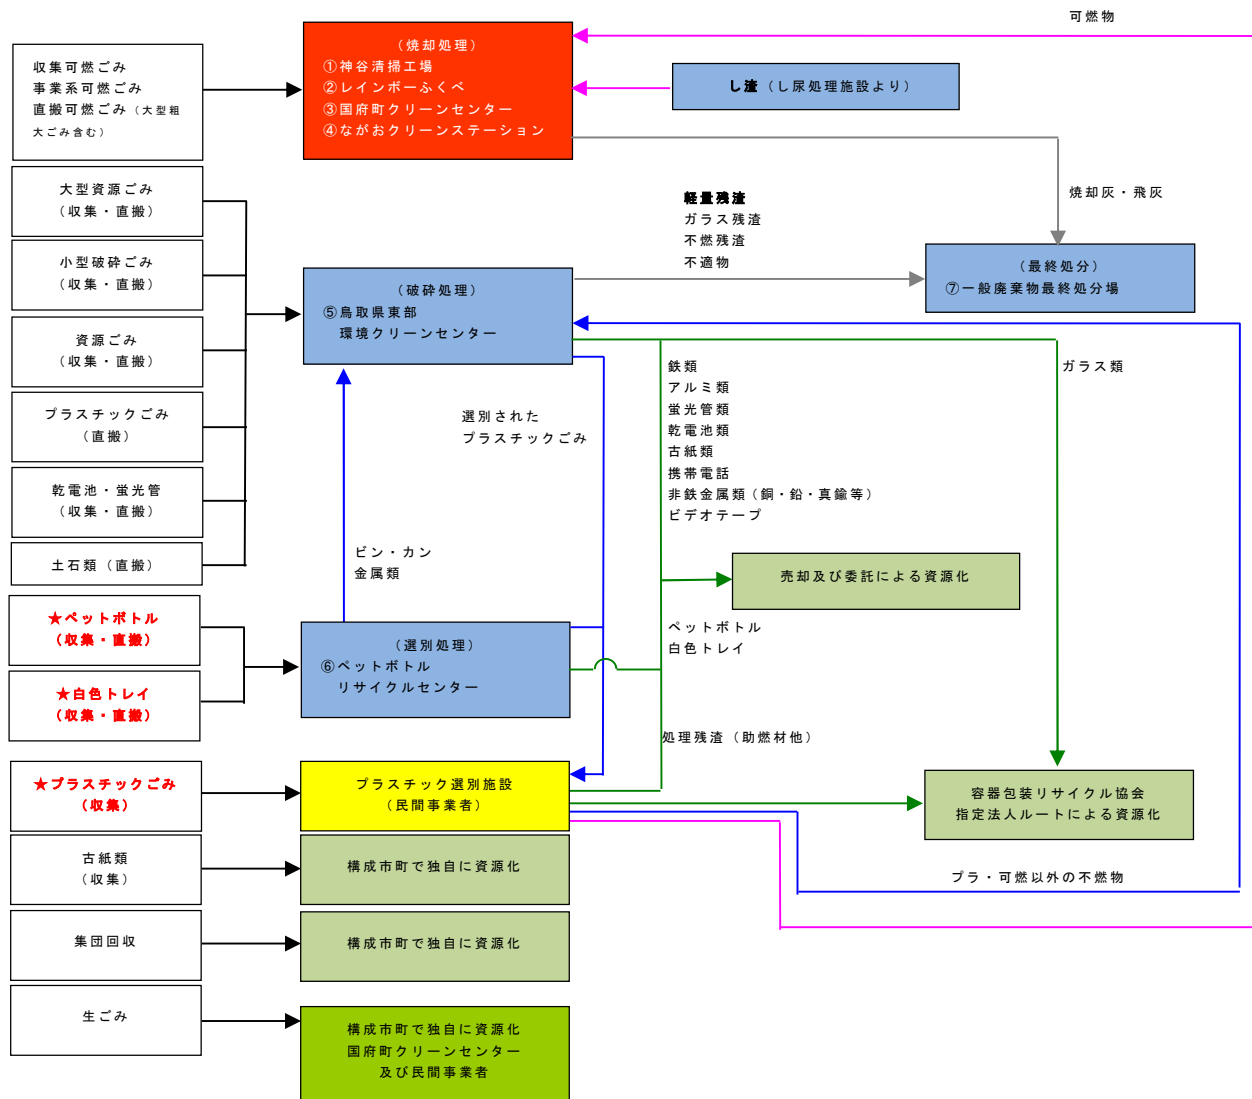 可燃物
収集可燃ごみ
事業系可燃ごみ
直搬可燃ごみ（大型粗
大ごみ含む）
（焼却処理）
①神谷清掃工場
②レインボーふくべ
③国府町クリーンセンター
④ながおクリーンステーション
し渣（し尿処理施設より）
焼却灰・飛灰
大型資源ごみ
（収集・直搬）
小型破砕ごみ
（収集・直搬）
資源ごみ
（収集・直搬）
プラスチックごみ
（直搬）
乾電池・蛍光管
（収集・直搬）
土石類（直搬）
（破砕処理）
⑤鳥取県東部
環境クリーンセンター
軽量残渣
ガラス残渣
不燃残渣
不適物
（最終処分）
⑦一般廃棄物最終処分場
選別された
プラスチックごみ
鉄類
アルミ類
蛍光管類
乾電池類
古紙類
携帯電話
非鉄金属類（銅・鉛・真鍮等）
ビデオテープ
ガラス類
ビン・カン
金属類
売却及び委託による資源化
★ペットボトル
（収集・直搬）
★白色トレイ
（収集・直搬）
（選別処理）
⑥ペットボトル
リサイクルセンター
ペットボトル
白色トレイ
処理残渣（助燃材他）
★プラスチックごみ
（収集）
プラスチック選別施設
（民間事業者）
容器包装リサイクル協会
指定法人ルートによる資源化
プラ・可燃以外の不燃物
古紙類
（収集）
構成市町で独自に資源化
集団回収
構成市町で独自に資源化
生ごみ
構成市町で独自に資源化
国府町クリーンセンター
及び民間事業者